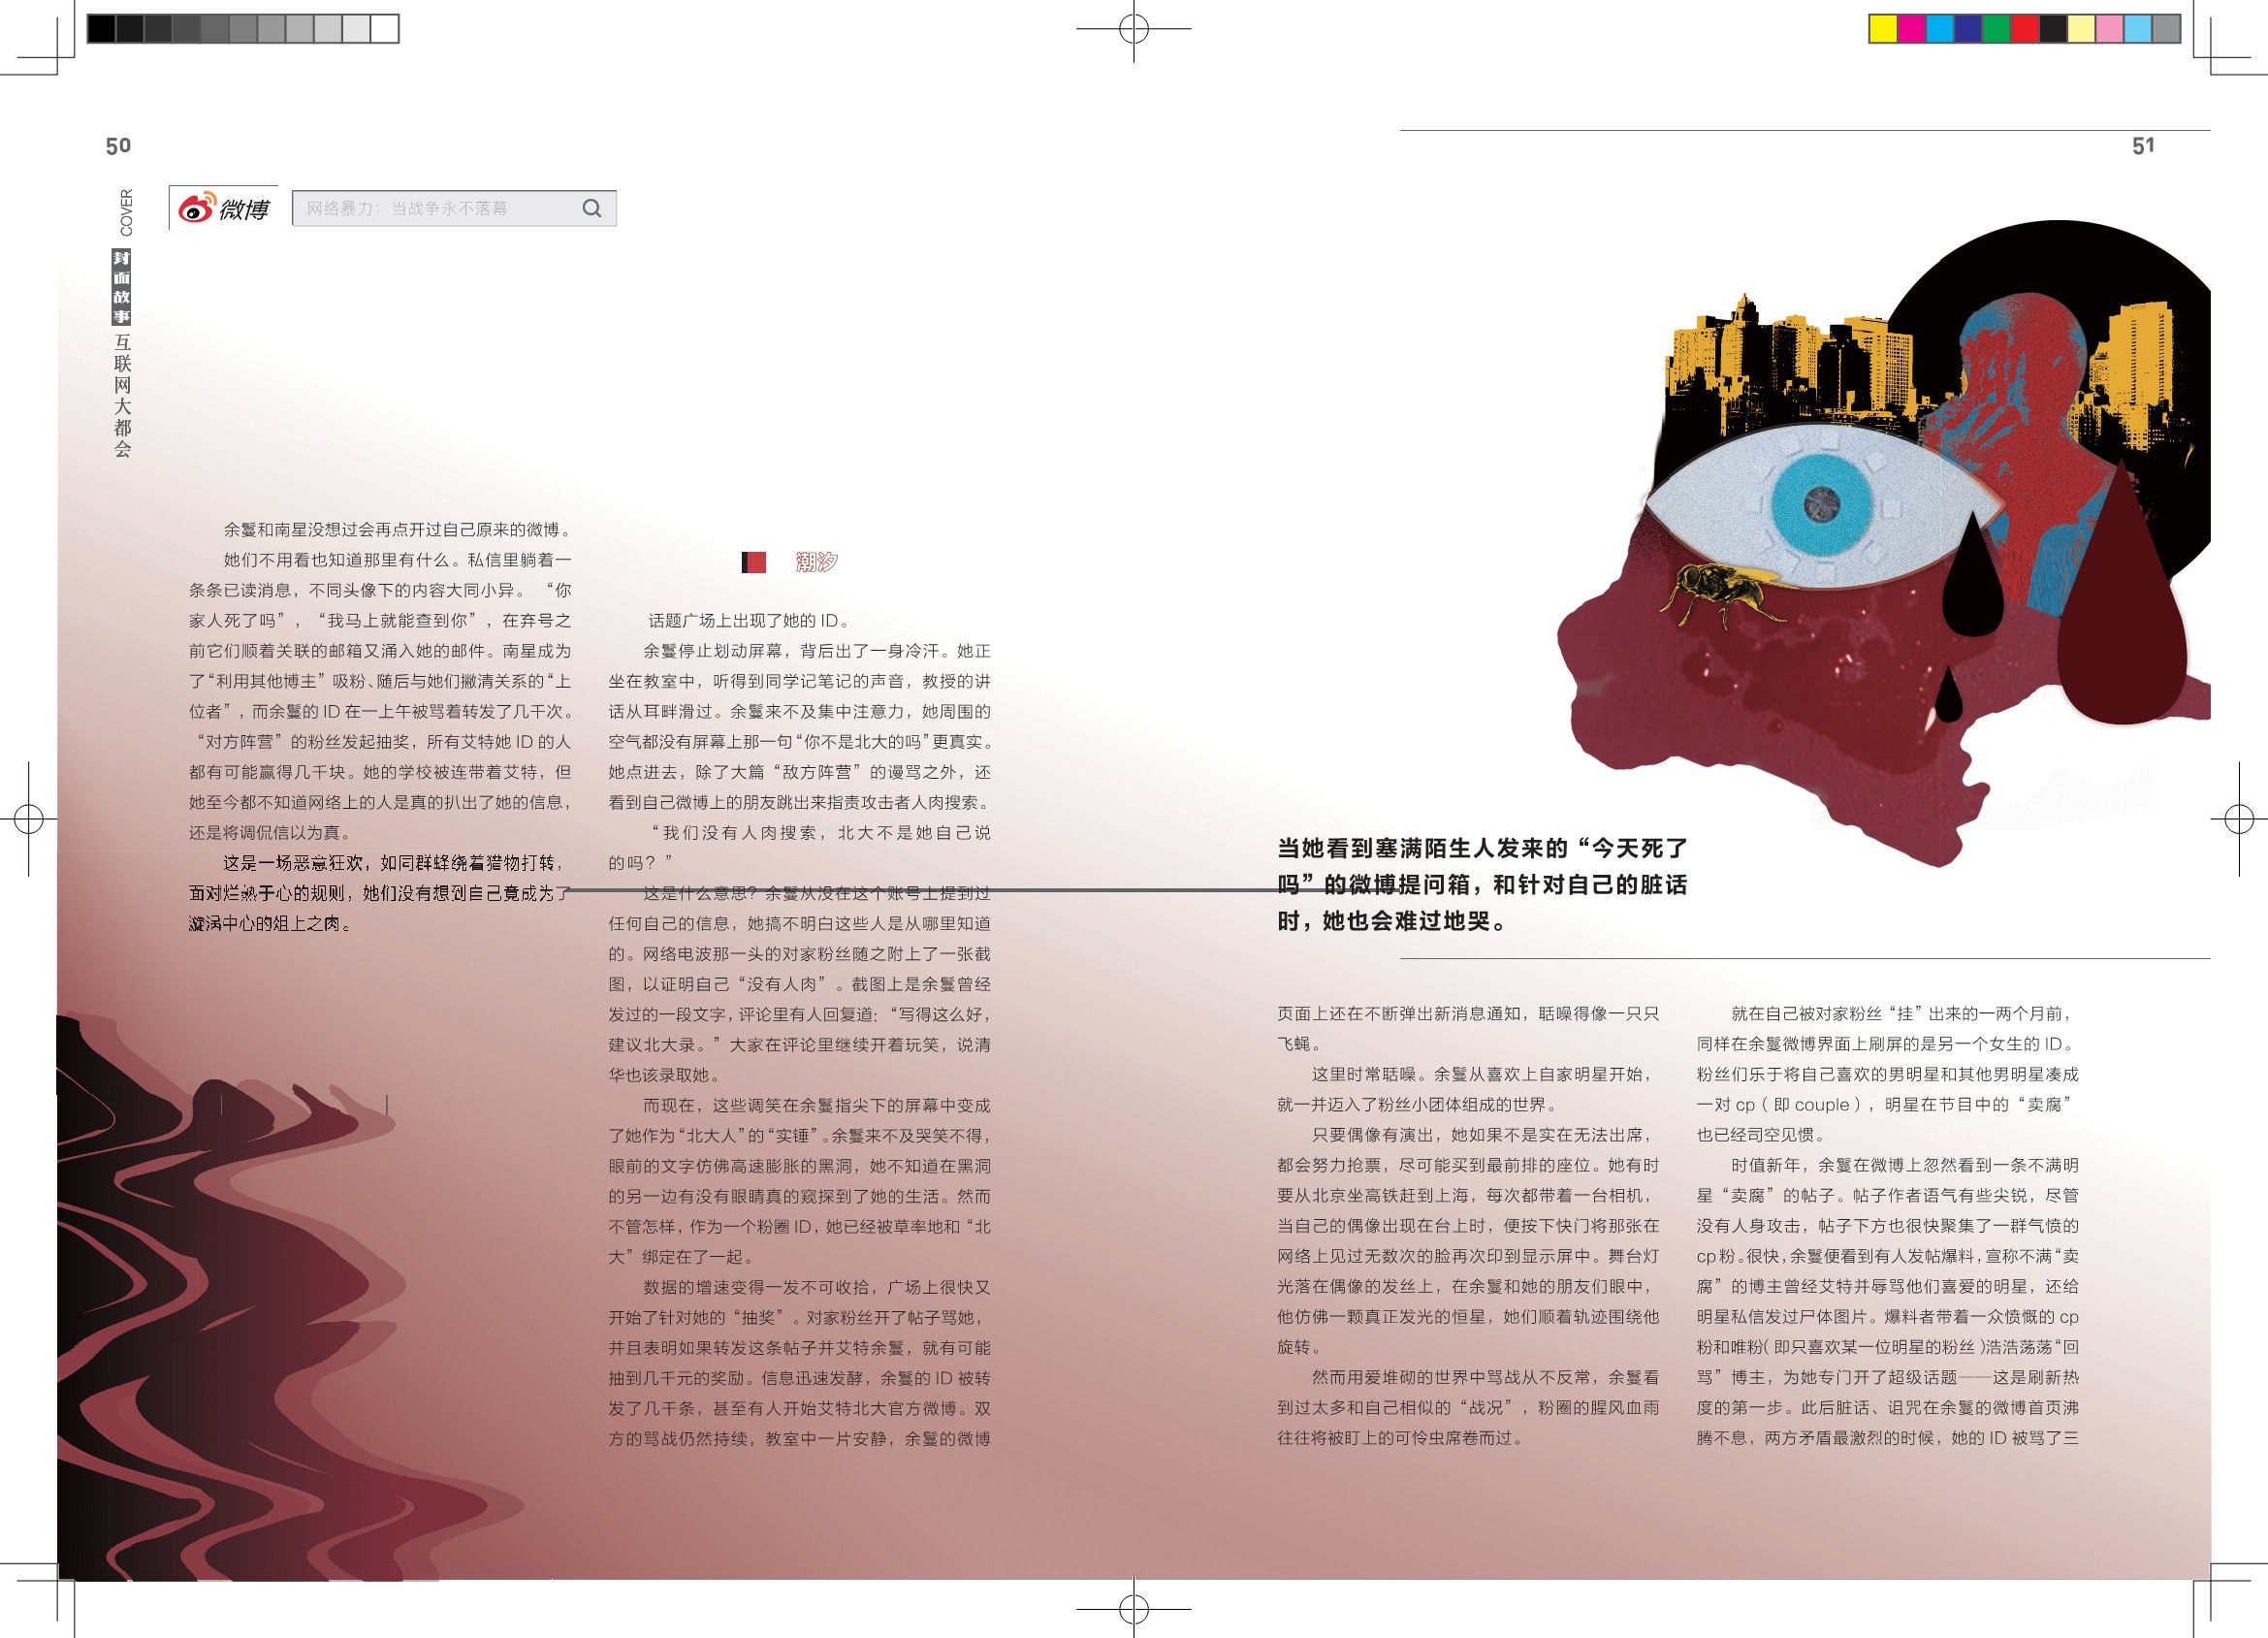 50
51
COVER
封面故事
互联网大都会
微博
网络暴力：当战争永不落幕
余鬘和南星没想过会再点开过自己原来的微博。
她们不用看也知道那里有什么。私信里躺着一
条条已读消息，不同头像下的内容大同小异。“你
家人死了吗”，“我马上就能查到你”，在弃号之
前它们顺着关联的邮箱又涌入她的邮件。南星成为
了“利用其他博主”吸粉、随后与她们撇清关系的“上
位者”，而余鬘的 ID 在一上午被骂着转发了几千次。
“对方阵营”的粉丝发起抽奖，所有艾特她 ID 的人
都有可能赢得几千块。她的学校被连带着艾特，但
她至今都不知道网络上的人是真的扒出了她的信息，
还是将调侃信以为真。
这是一场恶意狂欢，如同群蜂绕着猎物打转，
面对烂熟于心的规则，她们没有想到自己竟成为了
漩涡中心的俎上之肉。
潮汐
话题广场上出现了她的 ID。
余鬘停止划动屏幕，背后出了一身冷汗。她正
坐在教室中，听得到同学记笔记的声音，教授的讲
话从耳畔滑过。余鬘来不及集中注意力，她周围的
空气都没有屏幕上那一句“你不是北大的吗”更真实。
她点进去，除了大篇“敌方阵营”的谩骂之外，还
看到自己微博上的朋友跳出来指责攻击者人肉搜索。
“我们没有人肉搜索，北大不是她自己说
的吗？”
这是什么意思？余鬘从没在这个账号上提到过
任何自己的信息，她搞不明白这些人是从哪里知道
的。网络电波那一头的对家粉丝随之附上了一张截
图，以证明自己“没有人肉”。截图上是余鬘曾经
发过的一段文字，评论里有人回复道：“写得这么好，
建议北大录。”大家在评论里继续开着玩笑，说清
华也该录取她。
而现在，这些调笑在余鬘指尖下的屏幕中变成
了她作为“北大人”的“实锤”。余鬘来不及哭笑不得，
眼前的文字仿佛高速膨胀的黑洞，她不知道在黑洞
的另一边有没有眼睛真的窥探到了她的生活。然而
不管怎样，作为一个粉圈 ID，她已经被草率地和“北
大”绑定在了一起。
数据的增速变得一发不可收拾，广场上很快又
开始了针对她的“抽奖”。对家粉丝开了帖子骂她，
并且表明如果转发这条帖子并艾特余鬘，就有可能
抽到几千元的奖励。信息迅速发酵，余鬘的 ID 被转
发了几千条，甚至有人开始艾特北大官方微博。双
方的骂战仍然持续，教室中一片安静，余鬘的微博
当她看到塞满陌生人发来的“今天死了
吗”的微博提问箱，和针对自己的脏话
时，她也会难过地哭。
页面上还在不断弹出新消息通知，聒噪得像一只只
飞蝇。
这里时常聒噪。余鬘从喜欢上自家明星开始，
就一并迈入了粉丝小团体组成的世界。
只要偶像有演出，她如果不是实在无法出席，
都会努力抢票，尽可能买到最前排的座位。她有时
要从北京坐高铁赶到上海，每次都带着一台相机，
当自己的偶像出现在台上时，便按下快门将那张在
网络上见过无数次的脸再次印到显示屏中。舞台灯
光落在偶像的发丝上，在余鬘和她的朋友们眼中，
他仿佛一颗真正发光的恒星，她们顺着轨迹围绕他
旋转。
然而用爱堆砌的世界中骂战从不反常，余鬘看
到过太多和自己相似的“战况”，粉圈的腥风血雨
往往将被盯上的可怜虫席卷而过。
就在自己被对家粉丝“挂”出来的一两个月前，
同样在余鬘微博界面上刷屏的是另一个女生的 ID。
粉丝们乐于将自己喜欢的男明星和其他男明星凑成
一对 cp（即 couple），明星在节目中的“卖腐”
也已经司空见惯。
时值新年，余鬘在微博上忽然看到一条不满明
星“卖腐”的帖子。帖子作者语气有些尖锐，尽管
没有人身攻击，帖子下方也很快聚集了一群气愤的
cp 粉。很快，余鬘便看到有人发帖爆料，宣称不满“卖
腐”的博主曾经艾特并辱骂他们喜爱的明星，还给
明星私信发过尸体图片。爆料者带着一众愤慨的 cp
粉和唯粉（即只喜欢某一位明星的粉丝）浩浩荡荡“回
骂”博主，为她专门开了超级话题——这是刷新热
度的第一步。此后脏话、诅咒在余鬘的微博首页沸
腾不息，两方矛盾最激烈的时候，她的 ID 被骂了三